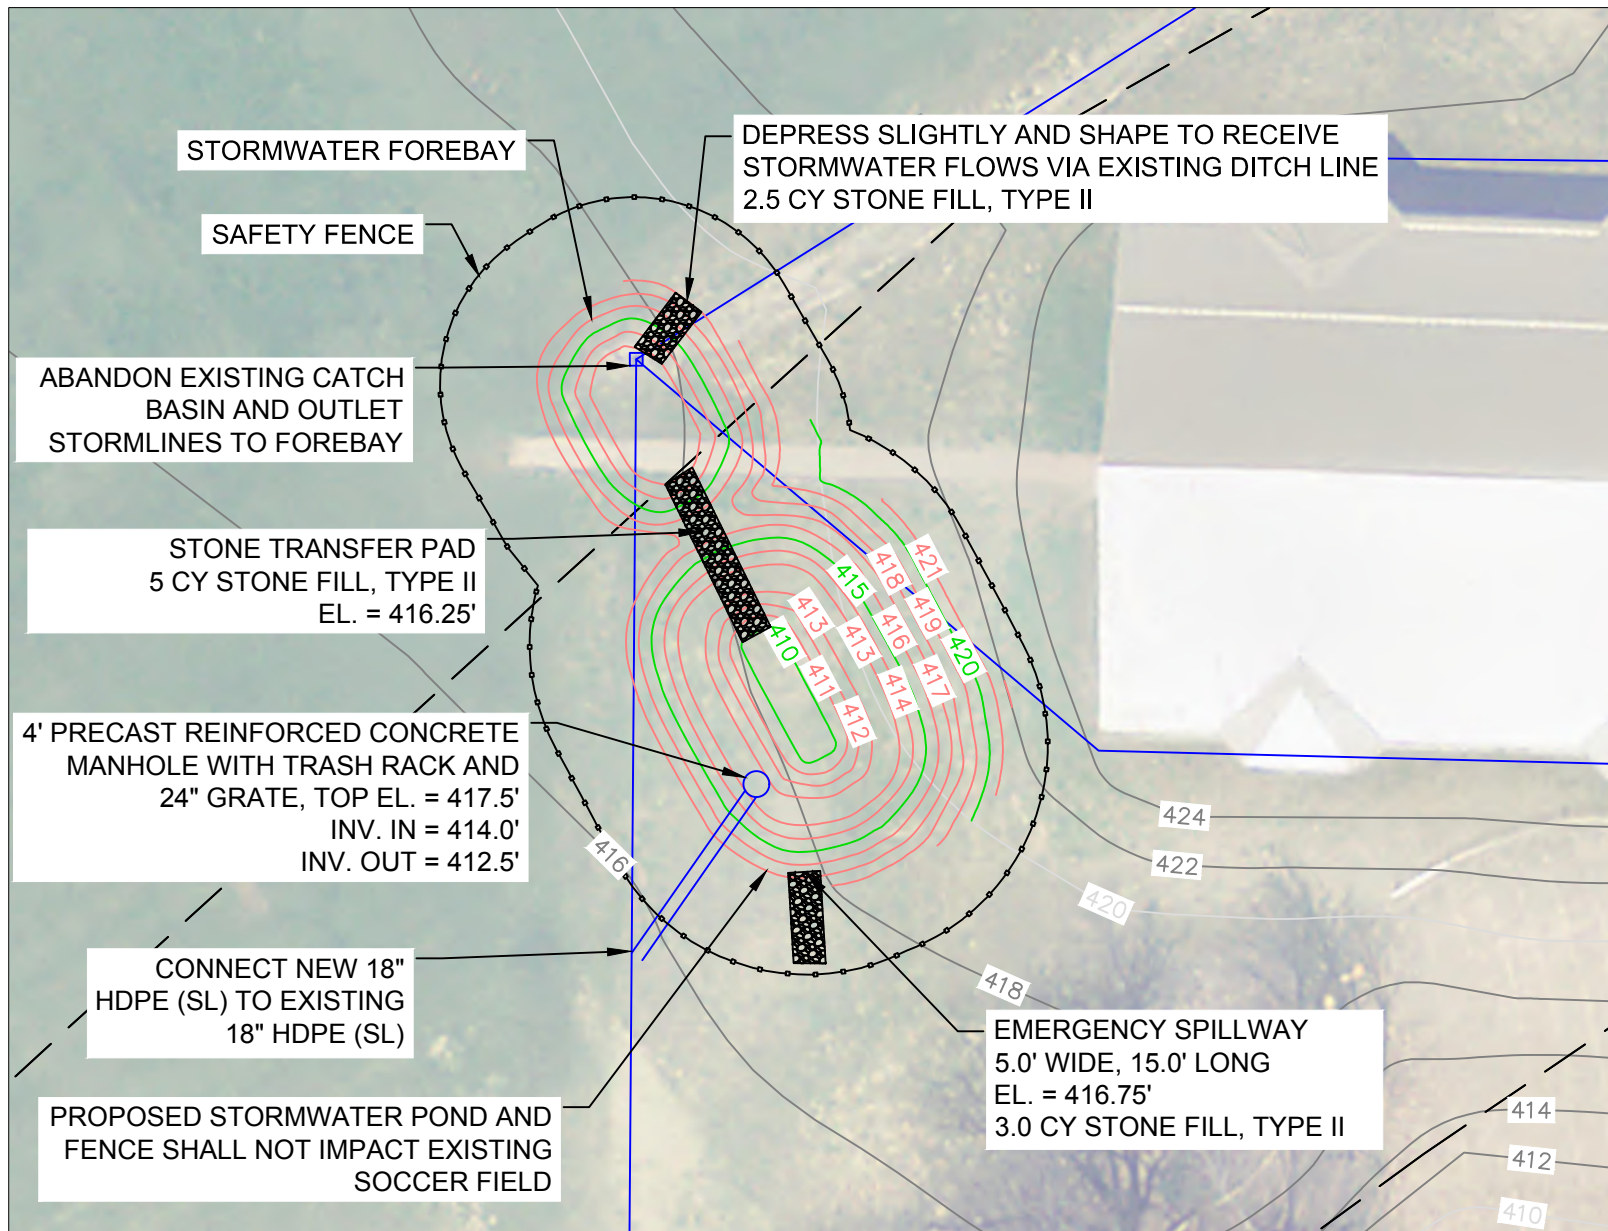 STORMWATER FOREBAY
DEPRESS SLIGHTLY AND SHAPE TO RECEIVE
STORMWATER FLOWS VIA EXISTING DITCH LINE
2.5 CY STONE FILL, TYPE II
SAFETY FENCE
ABANDON EXISTING CATCH
BASIN AND OUTLET
STORMLINES TO FOREBAY
STONE TRANSFER PAD
5 CY STONE FILL, TYPE II
EL. = 416.25'
421
418
415
419
413
416
420
413
410
417
411
414
412
4' PRECAST REINFORCED CONCRETE
MANHOLE WITH TRASH RACK AND
24" GRATE, TOP EL. = 417.5'
INV. IN = 414.0'
INV. OUT = 412.5'
416
424
422
420
418
CONNECT NEW 18"
HDPE (SL) TO EXISTING
18" HDPE (SL)
EMERGENCY SPILLWAY
5.0' WIDE, 15.0' LONG
EL. = 416.75'
3.0 CY STONE FILL, TYPE II
PROPOSED STORMWATER POND AND
FENCE SHALL NOT IMPACT EXISTING
SOCCER FIELD
414
412
410